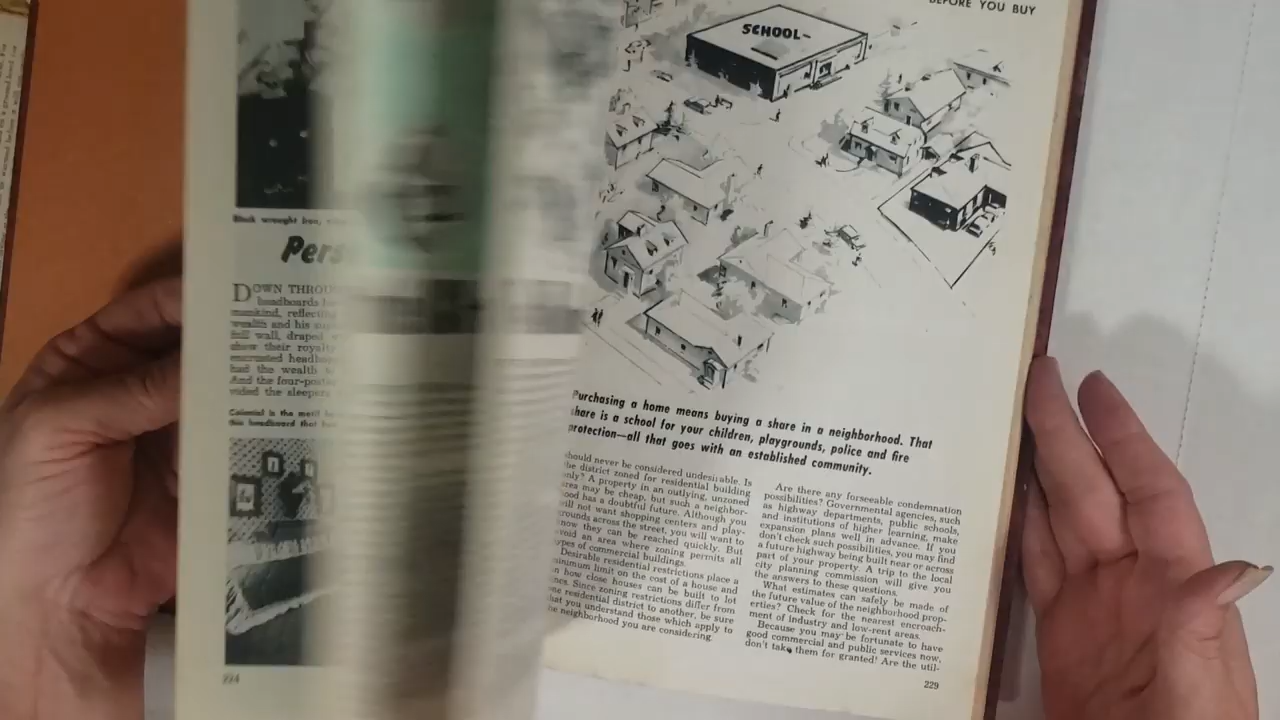 Black wrought iron,
Pers
DOWN THROU
headboards
mankind, reflecting
wealth and his
full wall, draped
show their royalty
encrusted headbo
had the wealth
And the four-poster
vided the sleepers
Colonial is the motif
this headboard that
224
BEFORE YOU BUY
SCHOOL
Purchasing a home means buying a share in a neighborhood. That
share is a school for your children, playgrounds, police and fire
protection—all that goes with an established community.
should never be considered undesirable. Is
the district zoned for residential building
only? A property in an outlying, unzoned
area may be cheap, but such a neighbor-
hood has a doubtful future. Although you
will not want shopping centers and play-
grounds across the street, you will want to
know they can be reached quickly. But
avoid an area where zoning permits all
types of commercial buildings.
Desirable residential restrictions place a
minimum limit on the cost of a house and
on how close houses can be built to lot
lines. Since zoning restrictions differ from
one residential district to another, be sure
that you understand those which apply to
the neighborhood you are considering.
Are there any forseeable condemnation
possibilities? Governmental agencies, such
as highway departments, public schools,
and institutions of higher learning, make
expansion plans well in advance. If you
don't check such possibilities, you may find
a future highway being built near or across
part of your property. A trip to the local
city planning commission will give you
the answers to these questions.
What estimates can safely be made of
the future value of the neighborhood prop-
erties? Check for the nearest encroach-
ment of industry and low-rent areas.
Because you may be fortunate to have
good commercial and public services now,
don't take them for granted! Are the util-
229